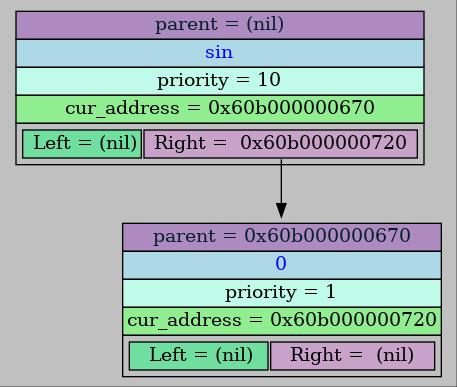 parent = (nil)
sin
priority = 10
cur_address = 0x60b000000670
Left = (nil) Right = 0x60b000000720
parent = 0x60b000000670
0
priority = 1
cur_address = 0x60b000000720
Left = (nil) Right = (nil)